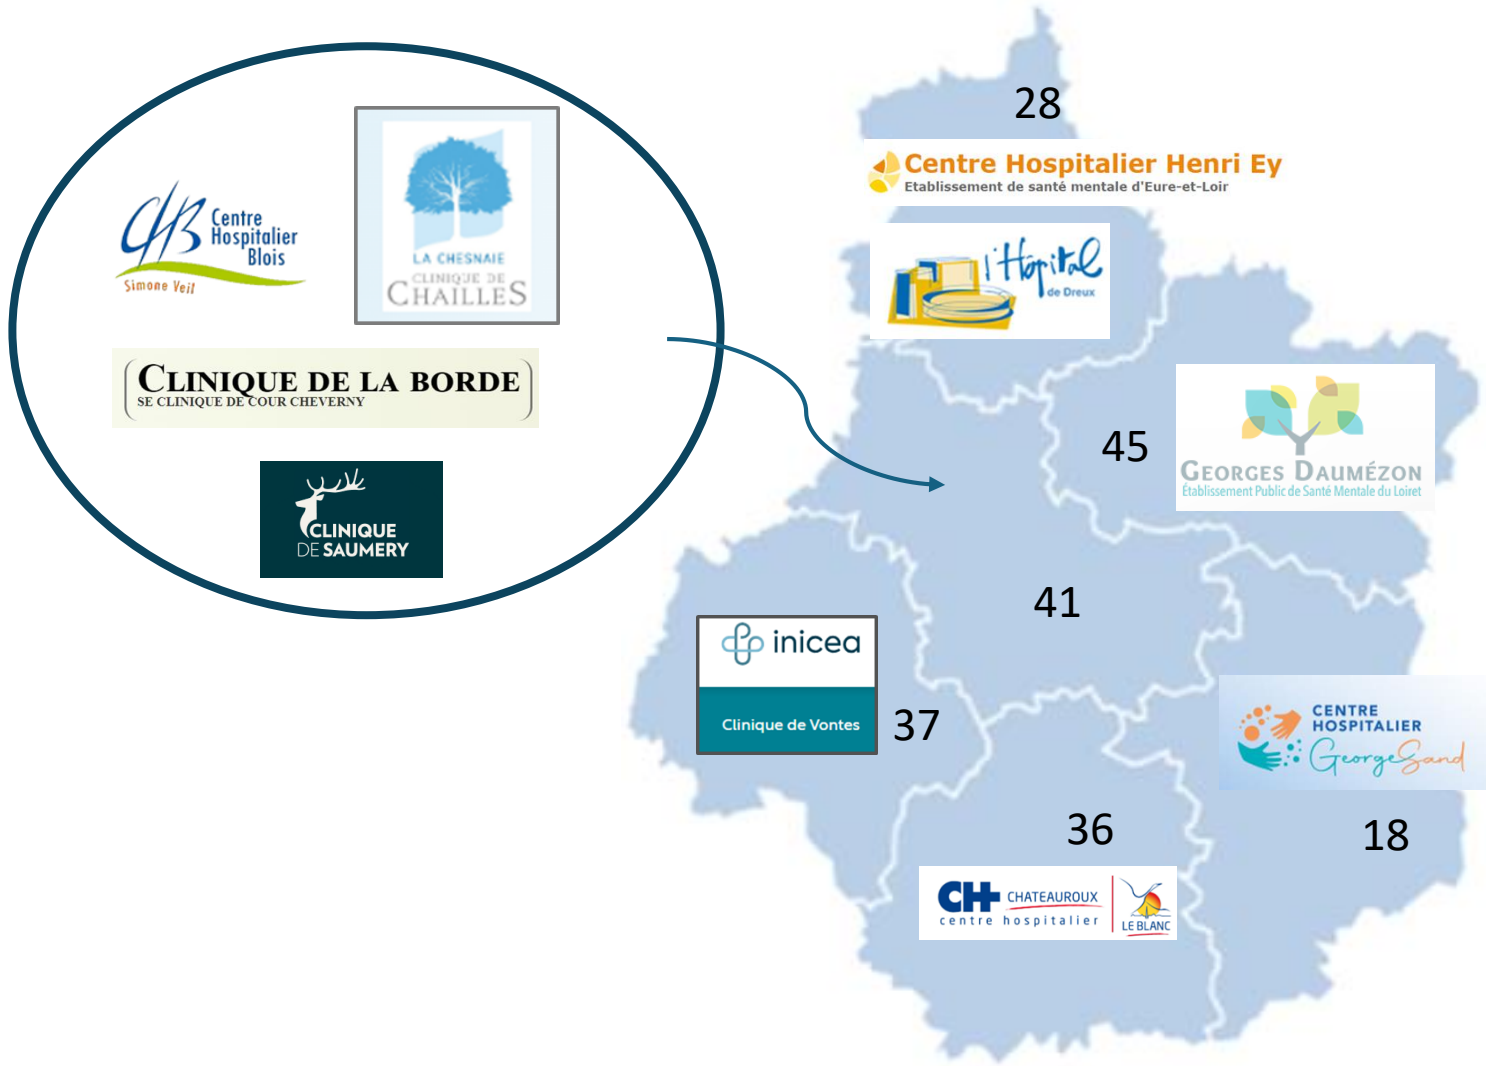 Centre
Hospitalier
Blois
Simone Veil
LA CHESNAIE
CLINIQUE DE
CHAILLES
CLINIQUE DE LA BORDE
SE CLINIQUE DE COUR CHEVERNY
CLINIQUE
DE SAUMERY
28
Centre Hospitalier Henri Ey
Etablissement de santé mentale d'Eure-et-Loir
l'Hôpital
de Dreux
45
GEORGES DAUMÉZON
Établissement Public de Santé Mentale du Loiret
41
inicea
Clinique de Vontes
37
CENTRE
HOSPITALIER
George Sand
18
36
CH CHATEAUROUX
centre hospitalier
LE BLANC